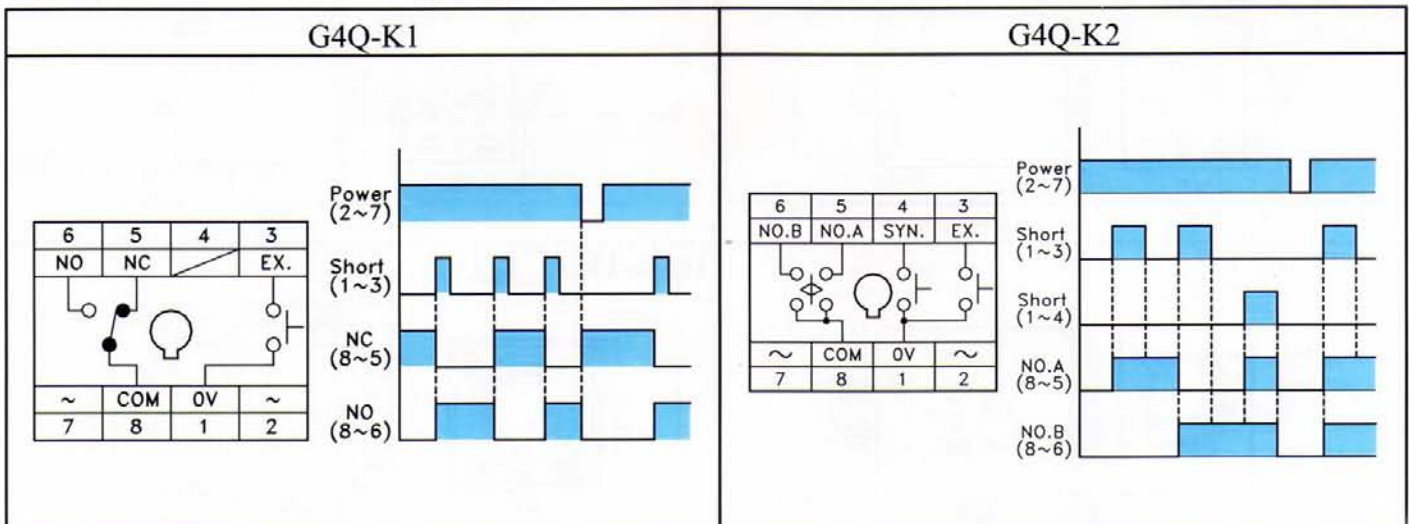 G4Q-K1
6 5 4 3
NO NC EX.
~ COM 0V ~
7 8 1 2
Power
(2~7)
Short
(1~3)
NC
(8~5)
NO
(8~6)
G4Q-K2
6 5 4 3
NO.B NO.A SYN. EX.
~ COM 0V ~
7 8 1 2
Power
(2~7)
Short
(1~3)
Short
(1~4)
NO.A
(8~5)
NO.B
(8~6)